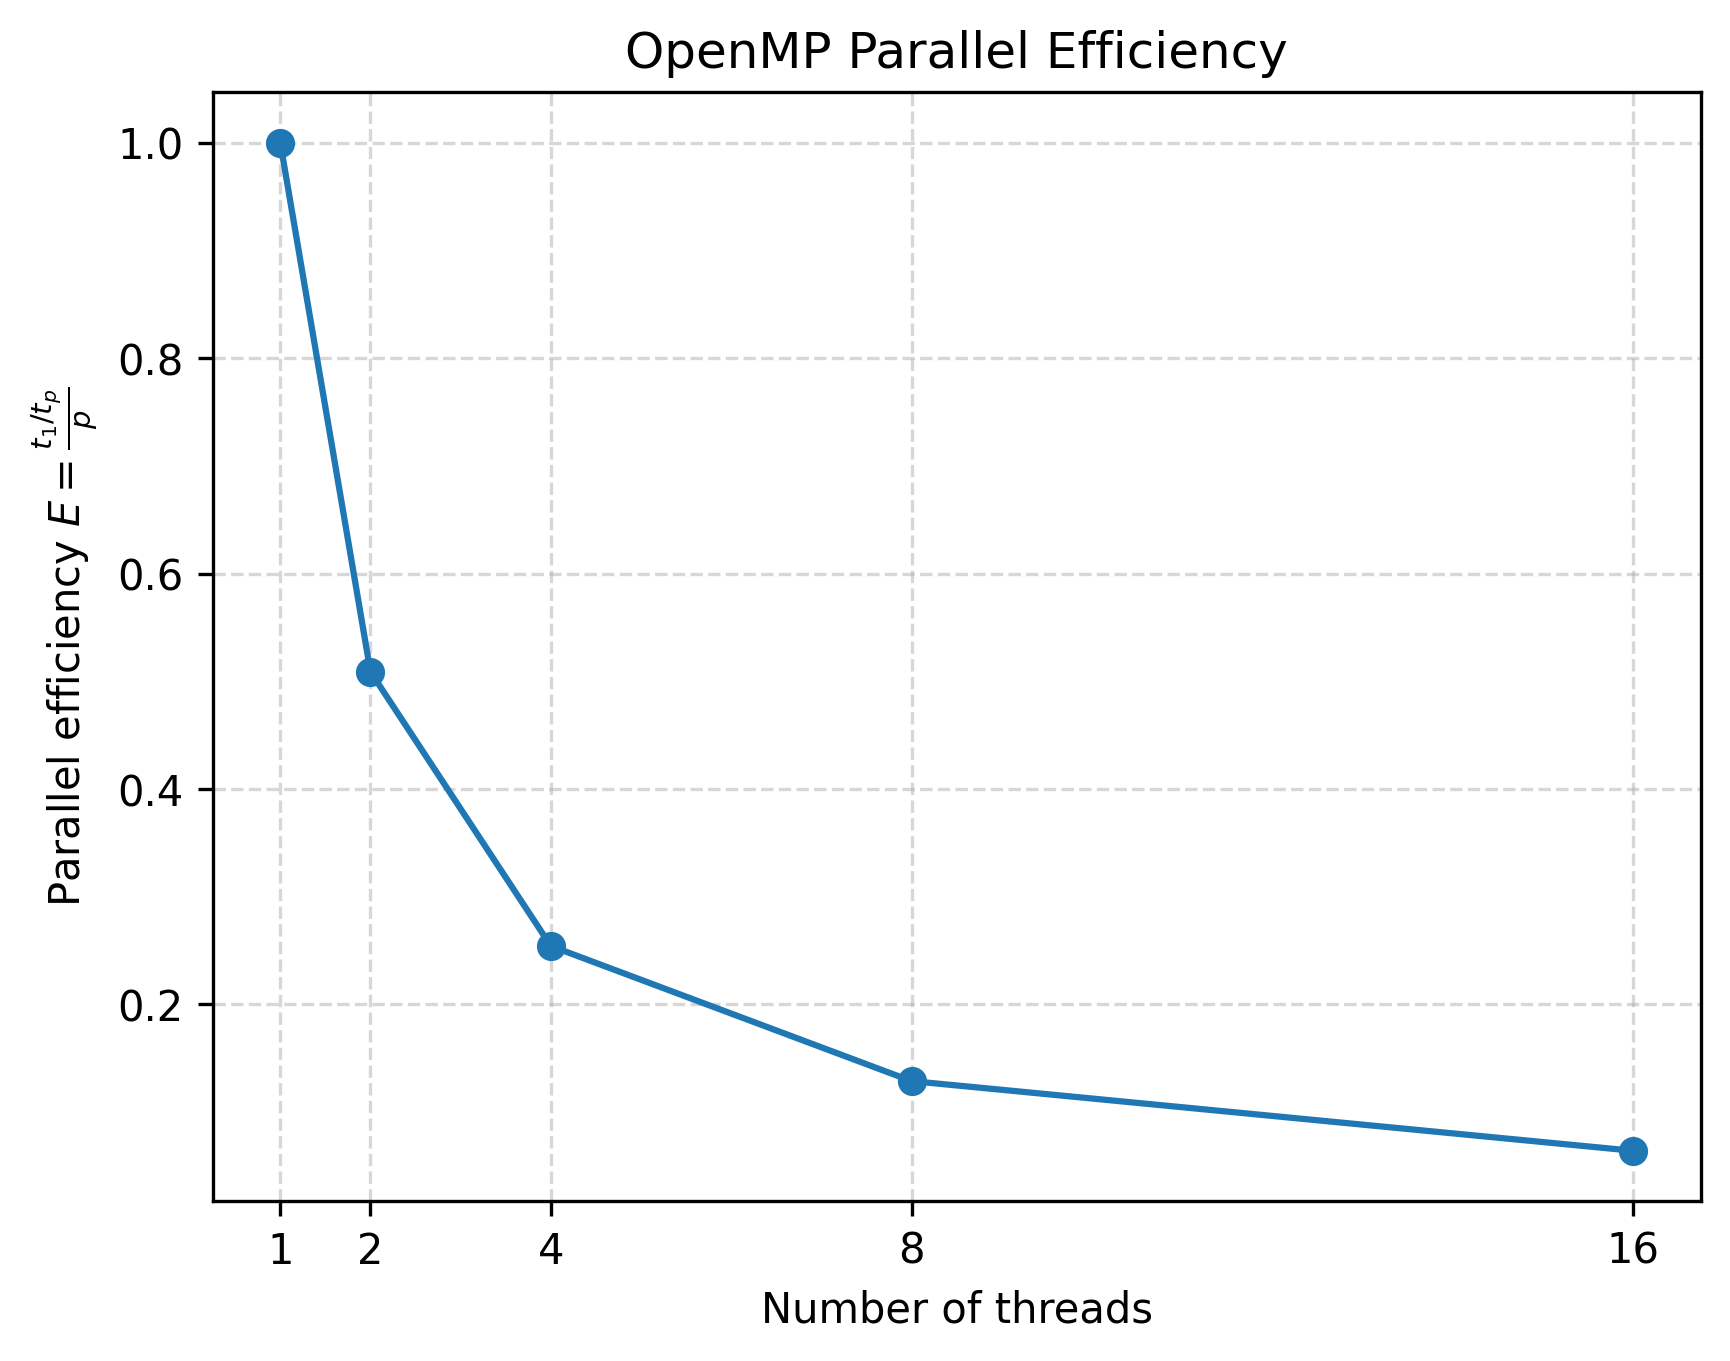 OpenMP Parallel Efficiency
Parallel efficiency E = (t₁/tₚ)/p
1.0
0.8
0.6
0.4
0.2
1 2 4 8 16
Number of threads